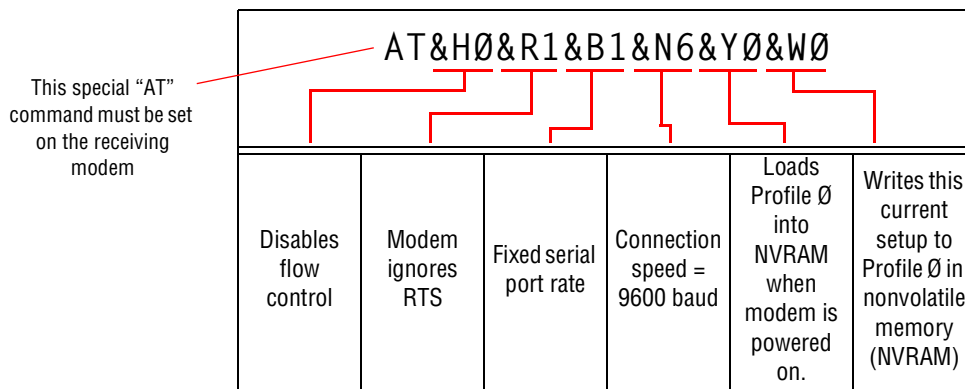 AT&HØ&R1&B1&N6&YØ&WØ
This special “AT”
command must be set
on the receiving
modem
Disables
flow
control
Modem
ignores
RTS
Fixed serial
port rate
Connection
speed =
9600 baud
Loads
Profile Ø
into
NVRAM
when
modem is
powered
on.
Writes this
current
setup to
Profile Ø in
nonvolatile
memory
(NVRAM)